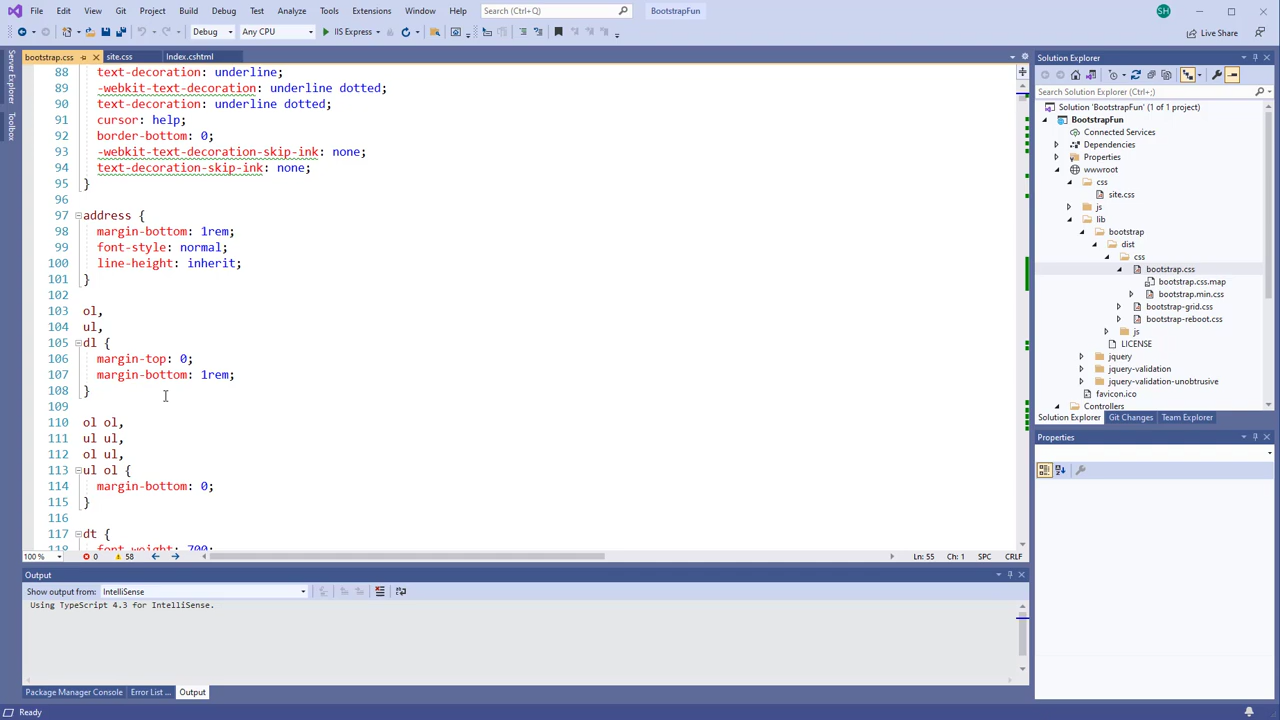 File Edit View Git Project Build Debug Test Analyze Tools Extensions Window Help Search (Ctrl+Q) BootstrapFun SH
Debug Any CPU IIS Express Live Share
Server Explorer
Toolbox
bootstrap.css site.css Index.cshtml
88 text-decoration: underline;
89 -webkit-text-decoration: underline dotted;
90 text-decoration: underline dotted;
91 cursor: help;
92 border-bottom: 0;
93 -webkit-text-decoration-skip-ink: none;
94 text-decoration-skip-ink: none;
95 }
96
97 address {
98 margin-bottom: 1rem;
99 font-style: normal;
100 line-height: inherit;
101 }
102
103 ol,
104 ul,
105 dl {
106 margin-top: 0;
107 margin-bottom: 1rem;
108 }
109
110 ol ol,
111 ul ul,
112 ol ul,
113 ul ol {
114 margin-bottom: 0;
115 }
116
117 dt {
118 font-weight: 700;
100 % 0 58 Ln: 55 Ch: 1 SPC CRLF
Output
Show output from: IntelliSense
Using TypeScript 4.3 for IntelliSense.
Package Manager Console Error List ... Output
Ready
Solution Explorer
Search Solution Explorer (Ctrl+;)
Solution 'BootstrapFun' (1 of 1 project)
BootstrapFun
Connected Services
Dependencies
Properties
wwwroot
css
site.css
js
lib
bootstrap
dist
css
bootstrap.css
bootstrap.css.map
bootstrap.min.css
bootstrap-grid.css
bootstrap-reboot.css
js
LICENSE
jquery
jquery-validation
jquery-validation-unobtrusive
favicon.ico
Controllers
Solution Explorer Git Changes Team Explorer
Properties